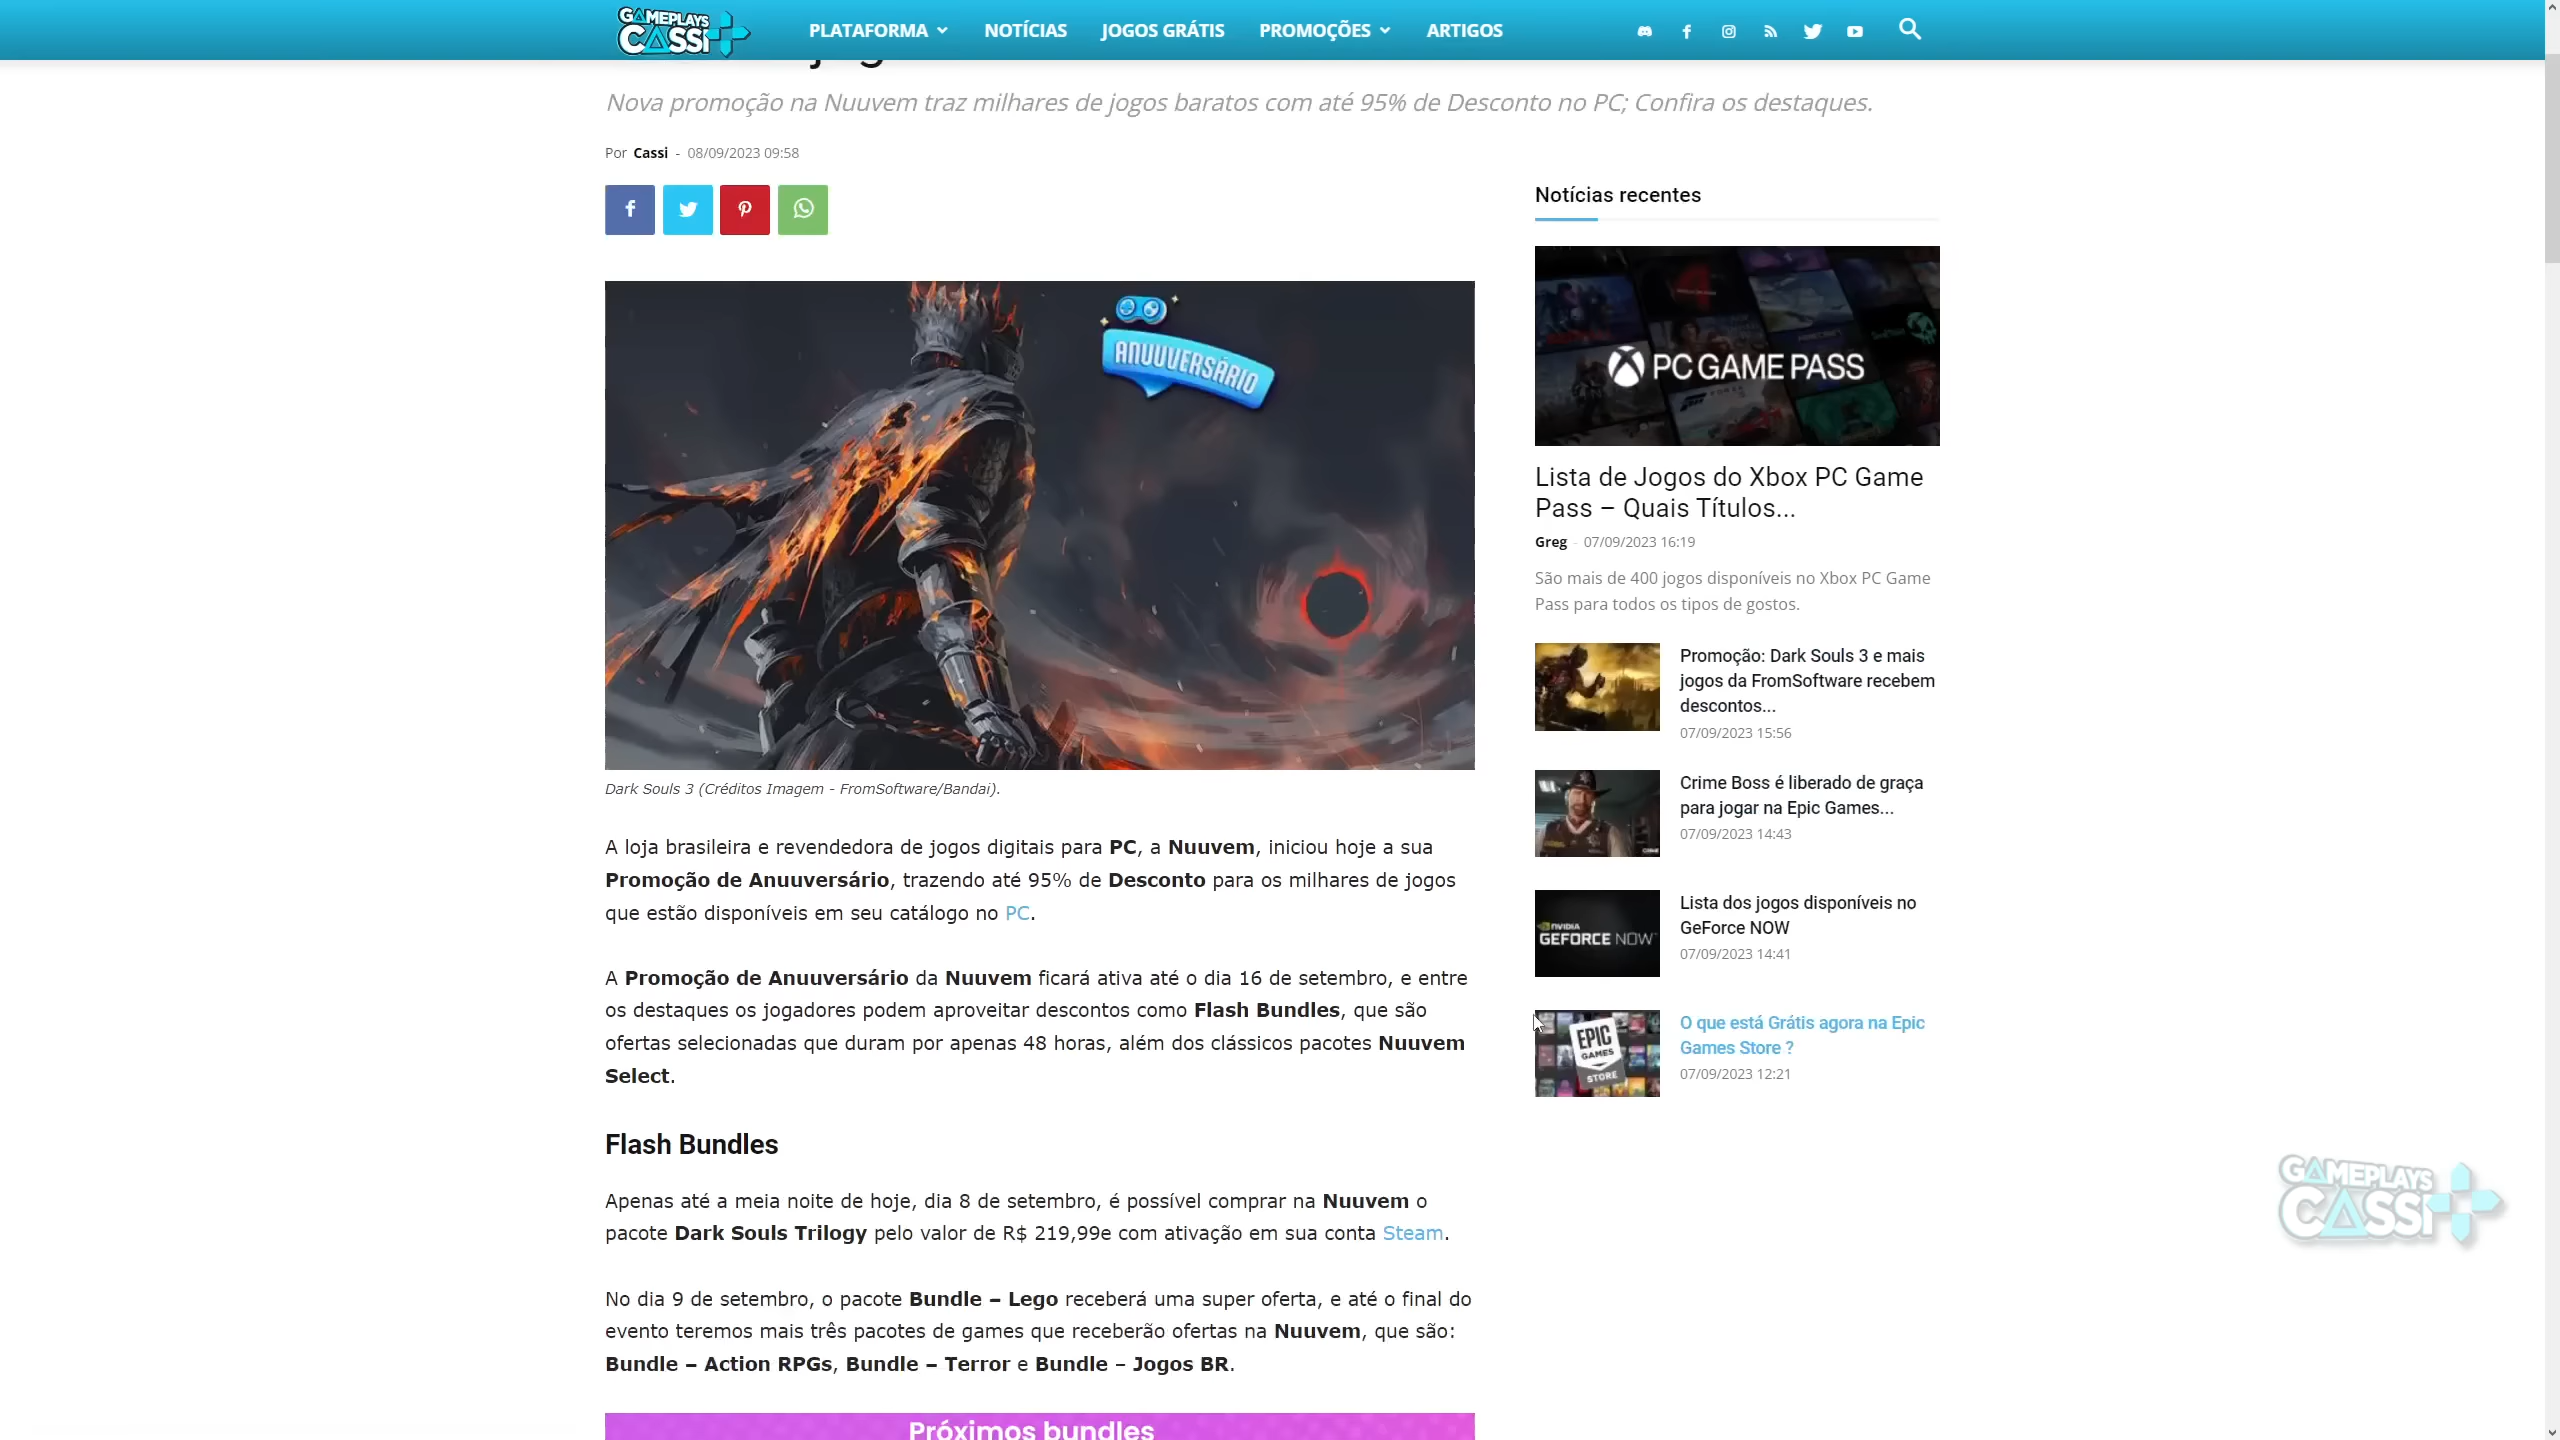 GAMEPLAYS
CASSI
PLATAFORMA
NOTÍCIAS
JOGOS GRÁTIS
PROMOÇÕES
ARTIGOS
Nova promoção na Nuuvem traz milhares de jogos baratos com até 95% de Desconto no PC; Confira os destaques.
Por Cassi - 08/09/2023 09:58
ANUUVERSÁRIO
Dark Souls 3 (Créditos Imagem - FromSoftware/Bandai).
A loja brasileira e revendedora de jogos digitais para PC, a Nuuvem, iniciou hoje a sua
Promoção de Anuuversário, trazendo até 95% de Desconto para os milhares de jogos
que estão disponíveis em seu catálogo no PC.
A Promoção de Anuuversário da Nuuvem ficará ativa até o dia 16 de setembro, e entre
os destaques os jogadores podem aproveitar descontos como Flash Bundles, que são
ofertas selecionadas que duram por apenas 48 horas, além dos clássicos pacotes Nuuvem
Select.
Flash Bundles
Apenas até a meia noite de hoje, dia 8 de setembro, é possível comprar na Nuuvem o
pacote Dark Souls Trilogy pelo valor de R$ 219,99e com ativação em sua conta Steam.
No dia 9 de setembro, o pacote Bundle – Lego receberá uma super oferta, e até o final do
evento teremos mais três pacotes de games que receberão ofertas na Nuuvem, que são:
Bundle – Action RPGs, Bundle – Terror e Bundle – Jogos BR.
Próximos bundles
Notícias recentes
PC GAME PASS
Lista de Jogos do Xbox PC Game
Pass – Quais Títulos...
Greg - 07/09/2023 16:19
São mais de 400 jogos disponíveis no Xbox PC Game
Pass para todos os tipos de gostos.
Promoção: Dark Souls 3 e mais
jogos da FromSoftware recebem
descontos...
07/09/2023 15:56
Crime Boss é liberado de graça
para jogar na Epic Games...
07/09/2023 14:43
NVIDIA
GEFORCE NOW
Lista dos jogos disponíveis no
GeForce NOW
07/09/2023 14:41
EPIC
GAMES
STORE
O que está Grátis agora na Epic
Games Store ?
07/09/2023 12:21
GAMEPLAYS
CASSI